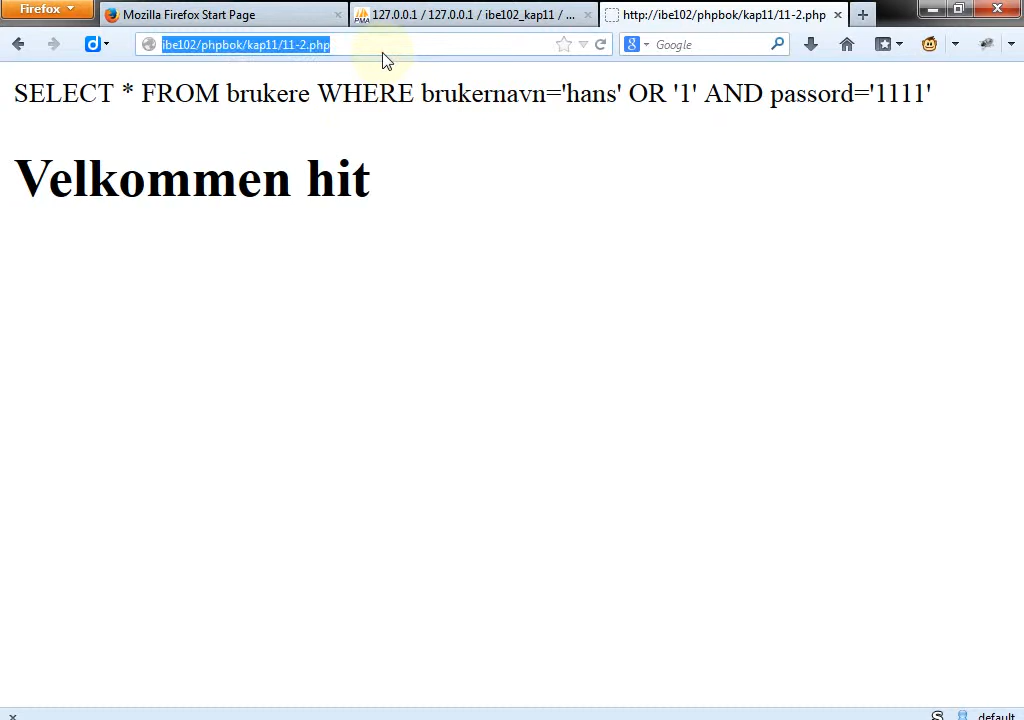 Firefox
Mozilla Firefox Start Page
127.0.0.1 / 127.0.0.1 / ibe102_kap11 / ...
http://ibe102/phpbok/kap11/11-2.php
ibe102/phpbok/kap11/11-2.php
Google
SELECT * FROM brukere WHERE brukernavn='hans' OR '1' AND passord='1111'
Velkommen hit
default